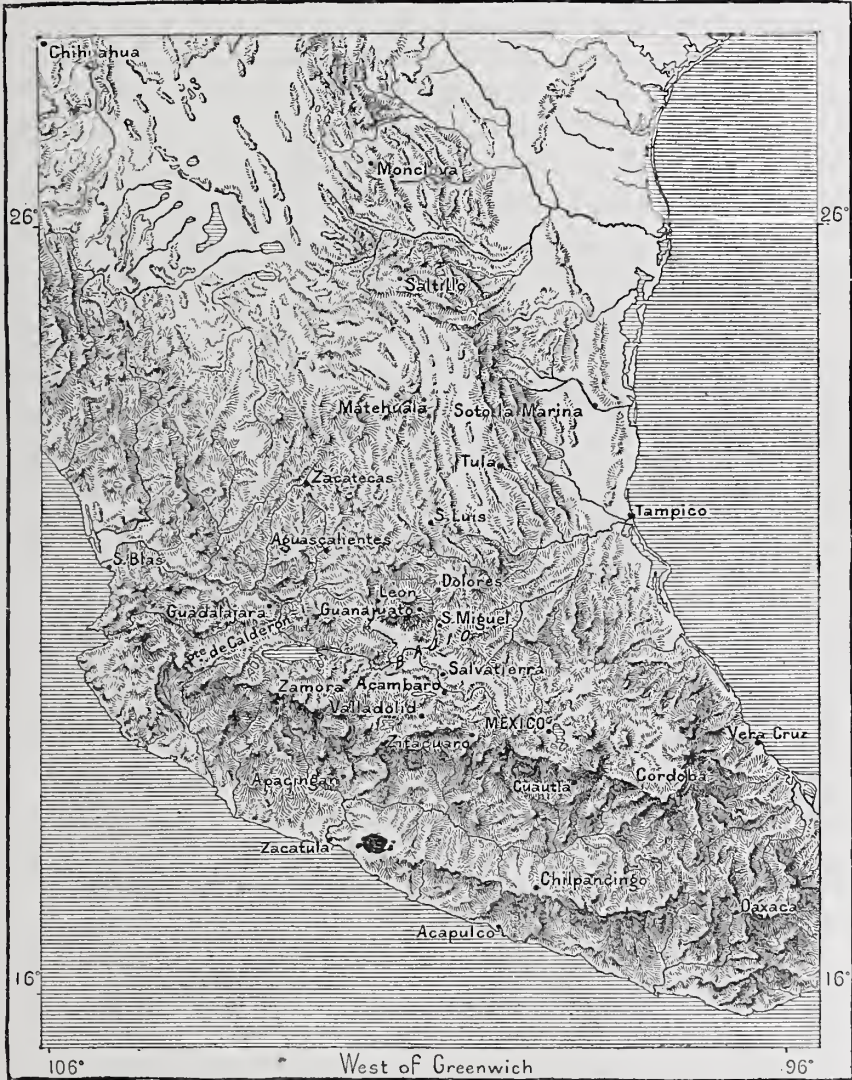 Chihuahua
Monclova
26°
26°
Saltillo
Matehuala
Soto la Marina
Tula
Zacatecas
S. Luis
Tampico
Aguascalientes
S. Blas
Dolores
Leon
Guadalajara
Guanajuato
S. Miguel
Pte. de Calderon
B A J I O
Salvatierra
Zamora
Acambaro
Valladolid
MEXICO
Zitacuaro
Vera Cruz
Apacingan
Cuautla
Cordoba
Zacatula
Chilpancingo
Oaxaca
Acapulco
16°
16°
106°
West of Greenwich
96°